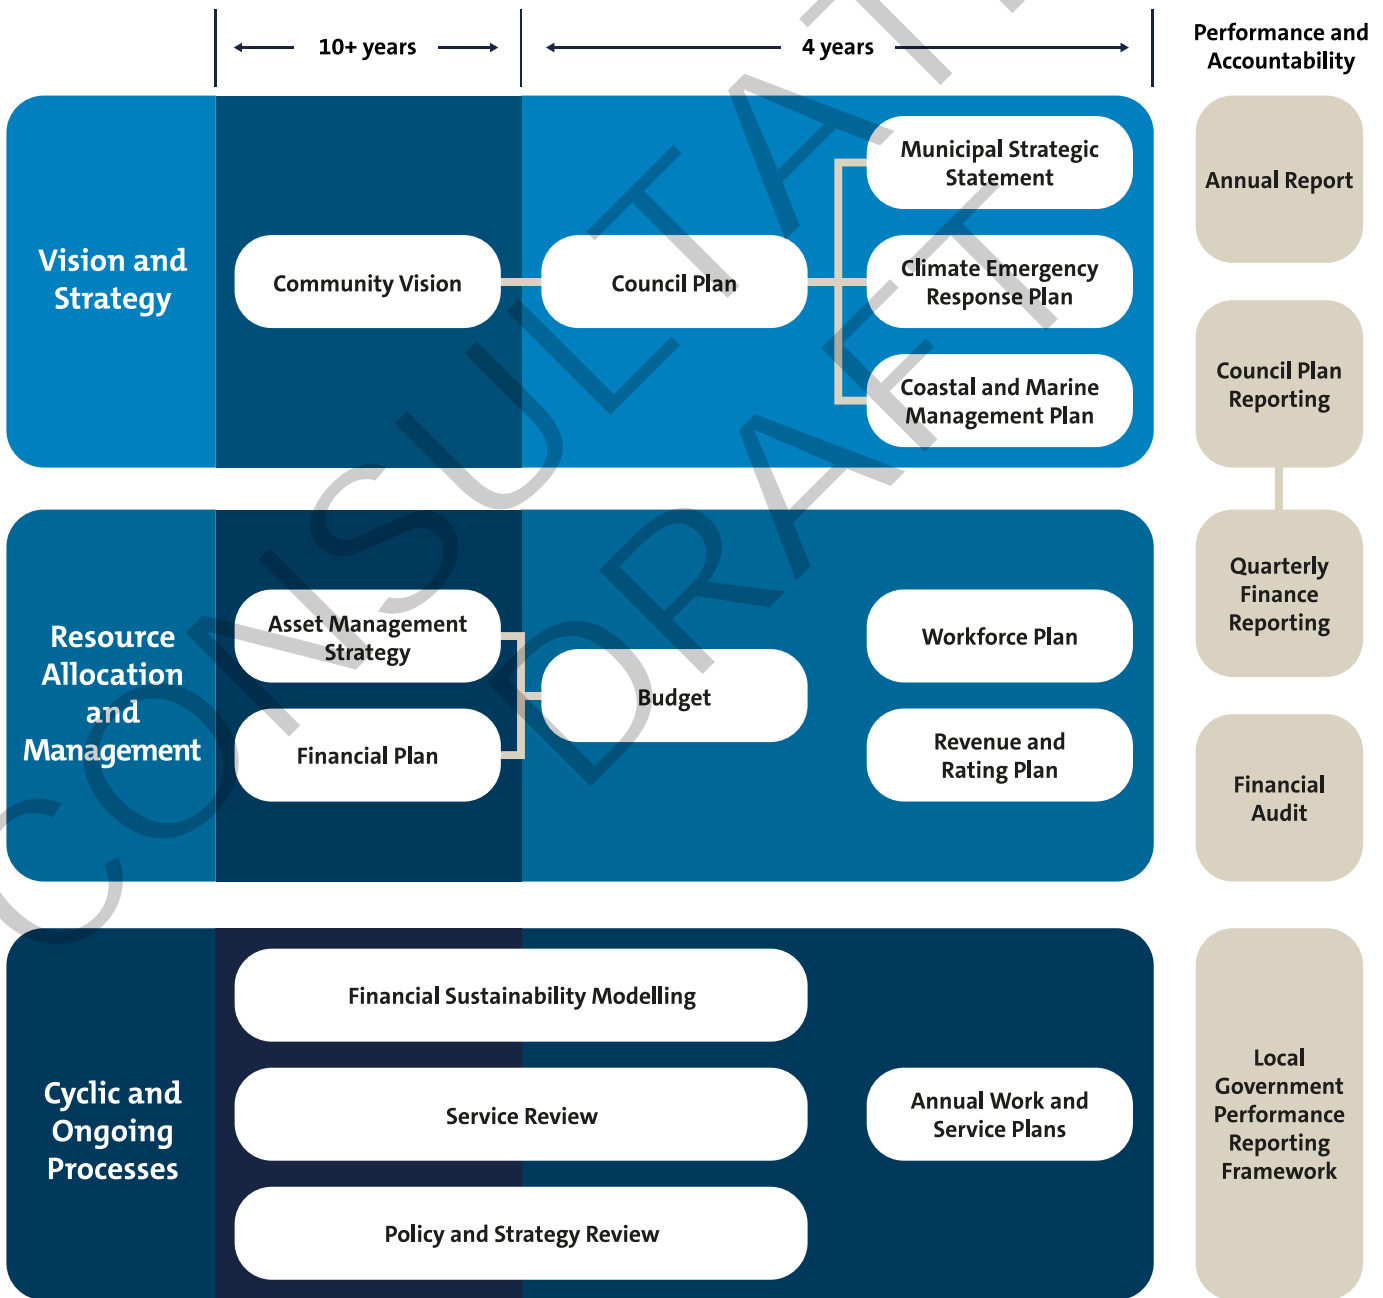 10+ years
4 years
Performance and
Accountability
Vision and
Strategy
Community Vision
Council Plan
Municipal Strategic
Statement
Climate Emergency
Response Plan
Coastal and Marine
Management Plan
Annual Report
Council Plan
Reporting
Resource
Allocation
and
Management
Asset Management
Strategy
Financial Plan
Budget
Workforce Plan
Revenue and
Rating Plan
Quarterly
Finance
Reporting
Financial
Audit
Cyclic and
Ongoing
Processes
Financial Sustainability Modelling
Service Review
Policy and Strategy Review
Annual Work and
Service Plans
Local
Government
Performance
Reporting
Framework
CONSULTAT
DRAFT